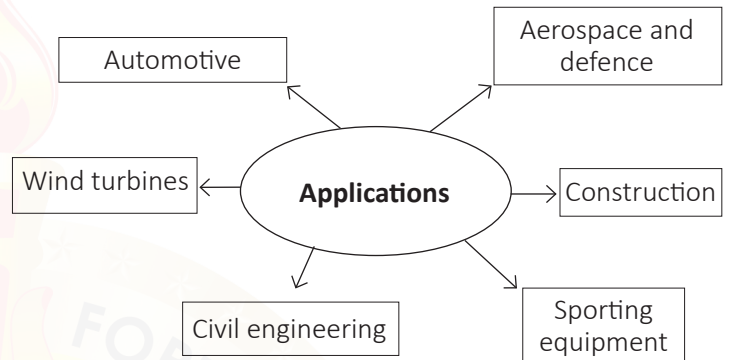 Aerospace and
defence
Automotive
Wind turbines
Applications
Construction
Civil engineering
Sporting
equipment